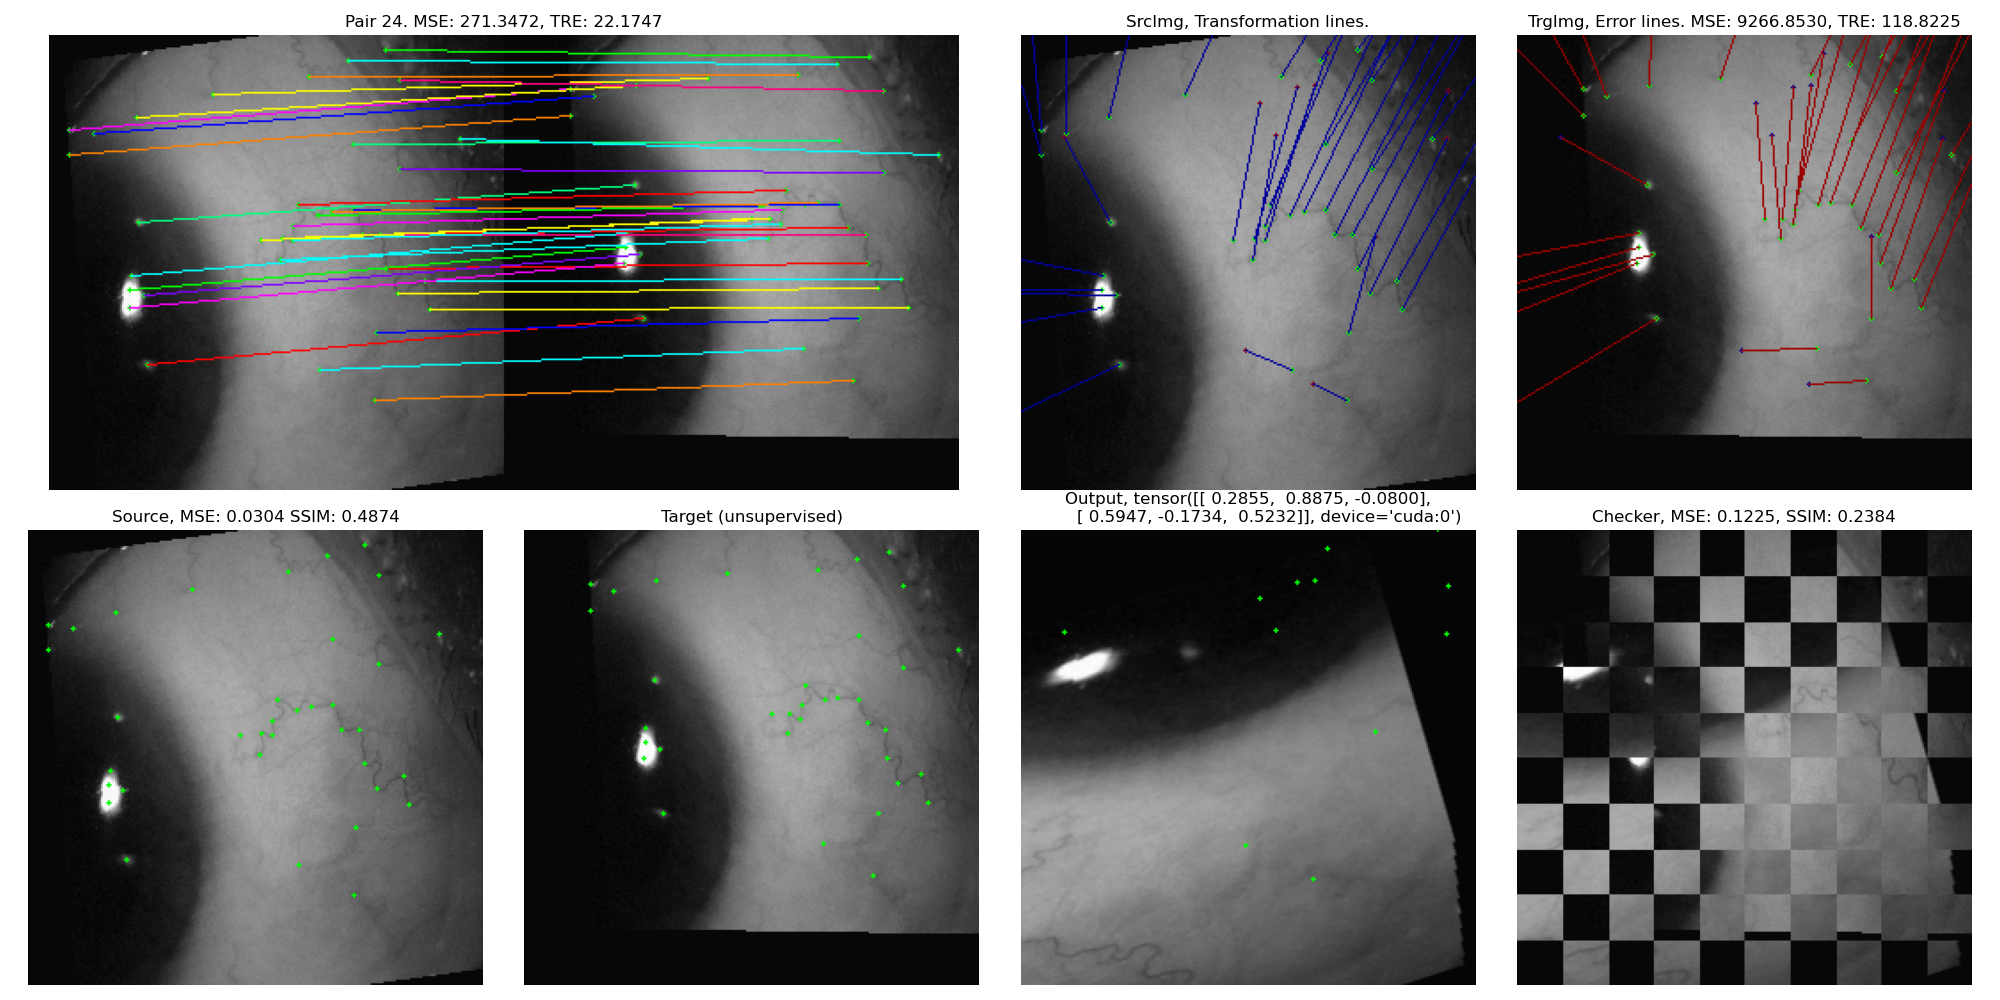 Pair 24. MSE: 271.3472, TRE: 22.1747
SrcImg, Transformation lines.
TrgImg, Error lines. MSE: 9266.8530, TRE: 118.8225
Source, MSE: 0.0304 SSIM: 0.4874
Target (unsupervised)
Output, tensor([[ 0.2855,  0.8875, -0.0800],
[ 0.5947, -0.1734,  0.5232]], device='cuda:0')
Checker, MSE: 0.1225, SSIM: 0.2384